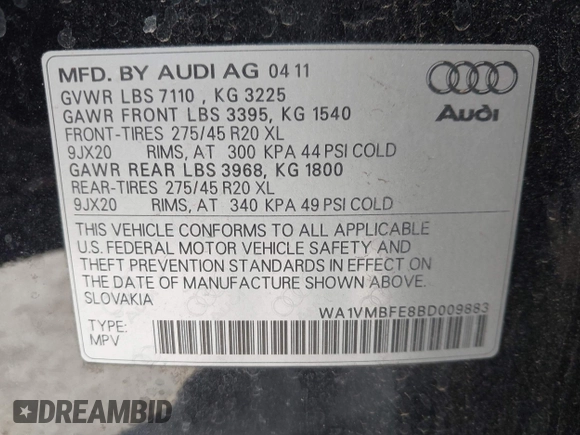 MFD. BY AUDI AG 04 11
GVWR LBS 7110 , KG 3225
GAWR FRONT LBS 3395, KG 1540
FRONT-TIRES 275/45 R20 XL
9JX20 RIMS, AT 300 KPA 44 PSI COLD
GAWR REAR LBS 3968, KG 1800
REAR-TIRES 275/45 R20 XL
9JX20 RIMS, AT 340 KPA 49 PSI COLD
Audi
THIS VEHICLE CONFORMS TO ALL APPLICABLE
U.S. FEDERAL MOTOR VEHICLE SAFETY AND
THEFT PREVENTION STANDARDS IN EFFECT ON
THE DATE OF MANUFACTURE SHOWN ABOVE.
SLOVAKIA
WA1VMBFE8BD009883
TYPE:
MPV
DREAMBID